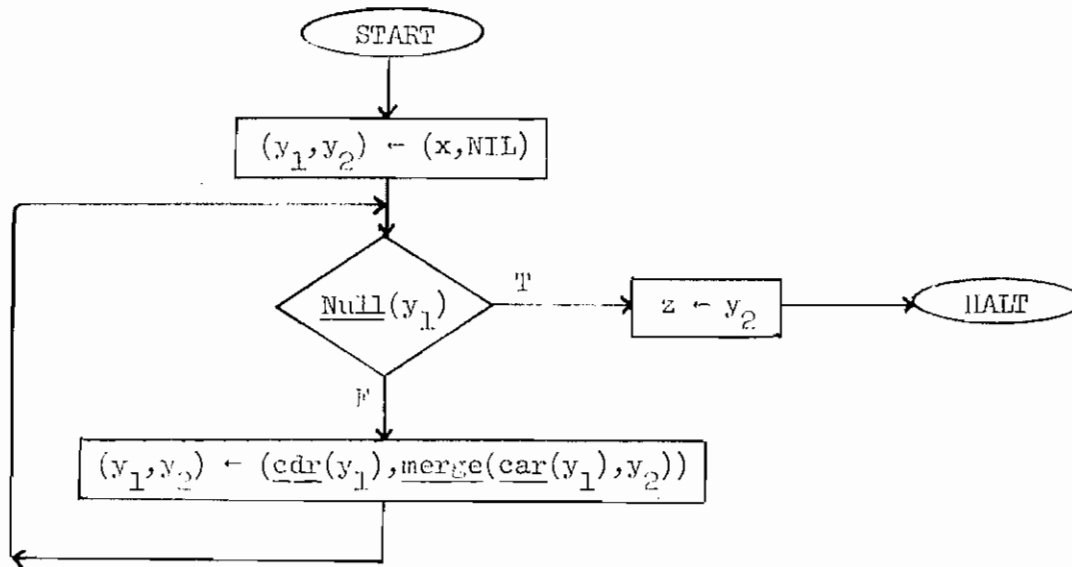 START
(y₁,y₂) ← (x,NIL)
Null(y₁)
T
z ← y₂
HALT
F
(y₁,y₂) ← (cdr(y₁),merge(car(y₁),y₂))